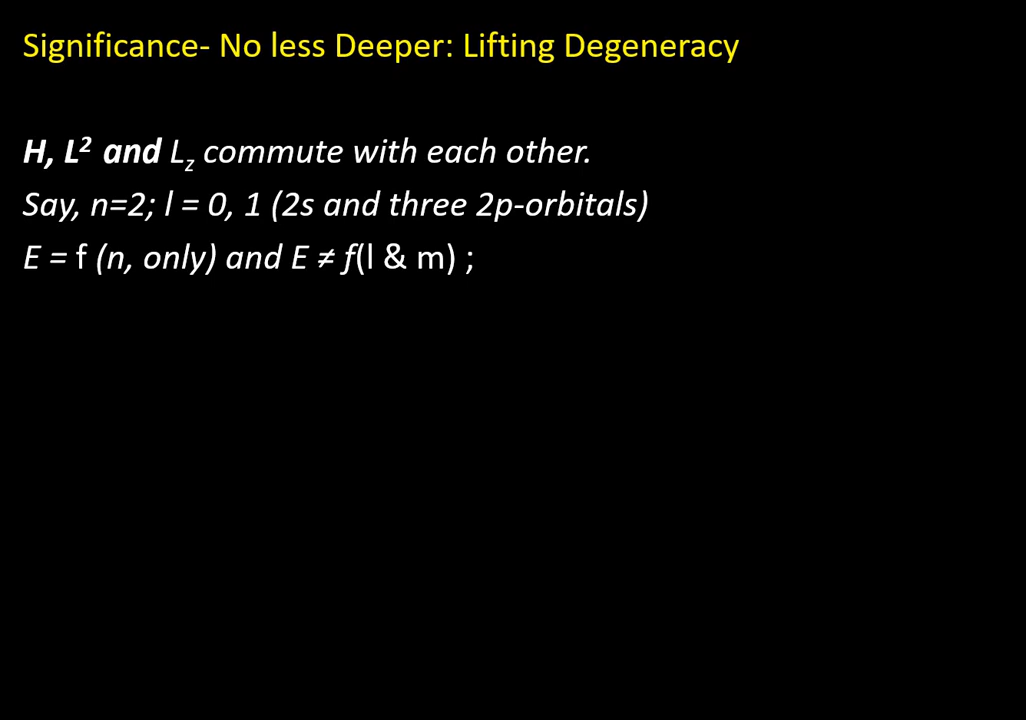 Significance- No less Deeper: Lifting Degeneracy
H, L² and Lz commute with each other.
Say, n=2; l = 0, 1 (2s and three 2p-orbitals)
E = f (n, only) and E ≠ f(l & m) ;